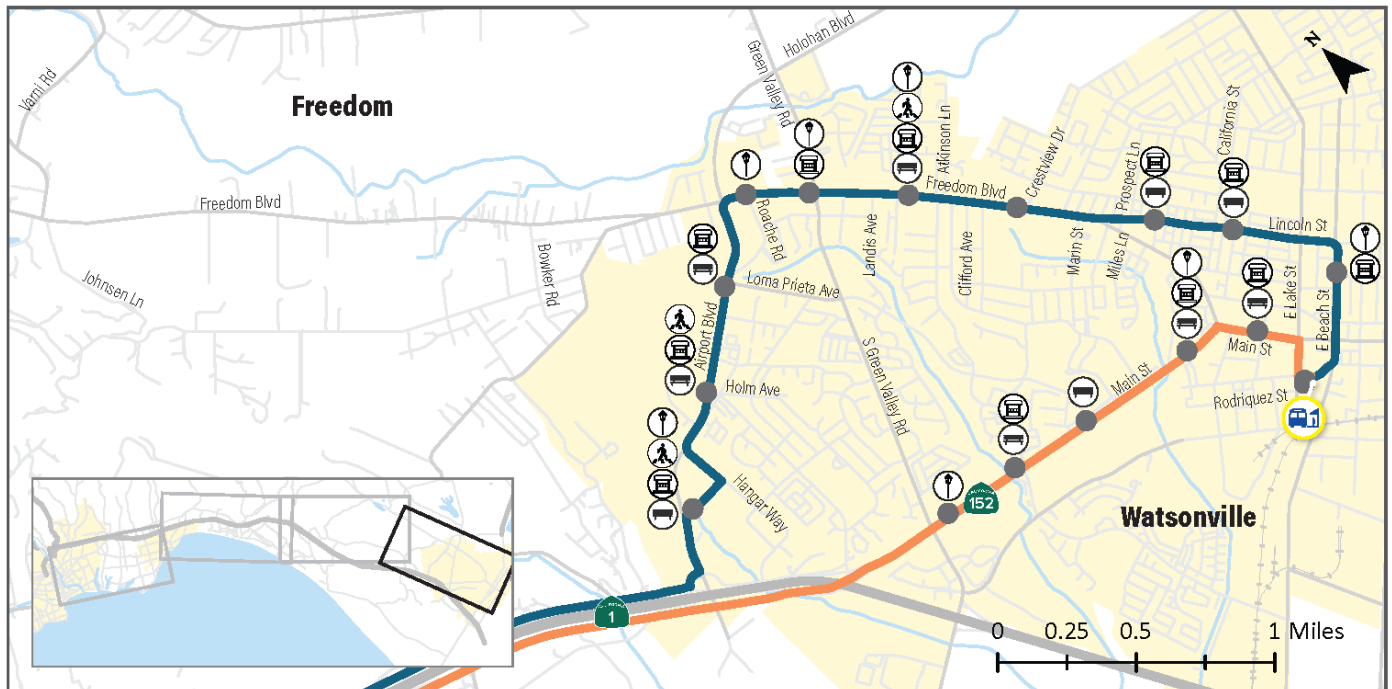 Holohan Blvd
Green Valley Rd
N
Varni Rd
Freedom
California St
Atkinson Ln
Crestview Dr
Prospect Ln
Freedom Blvd
Freedom Blvd
Roache Rd
Landis Ave
Clifford Ave
Marin St
Miles Ln
Lincoln St
Bowker Rd
Johnsen Ln
Loma Prieta Ave
E Lake St
E Beach St
Airport Blvd
S Green Valley Rd
Main St
Main St
Holm Ave
Rodriquez St
Hangar Way
CALIFORNIA
152
Watsonville
CALIFORNIA
1
0 0.25 0.5 1 Miles